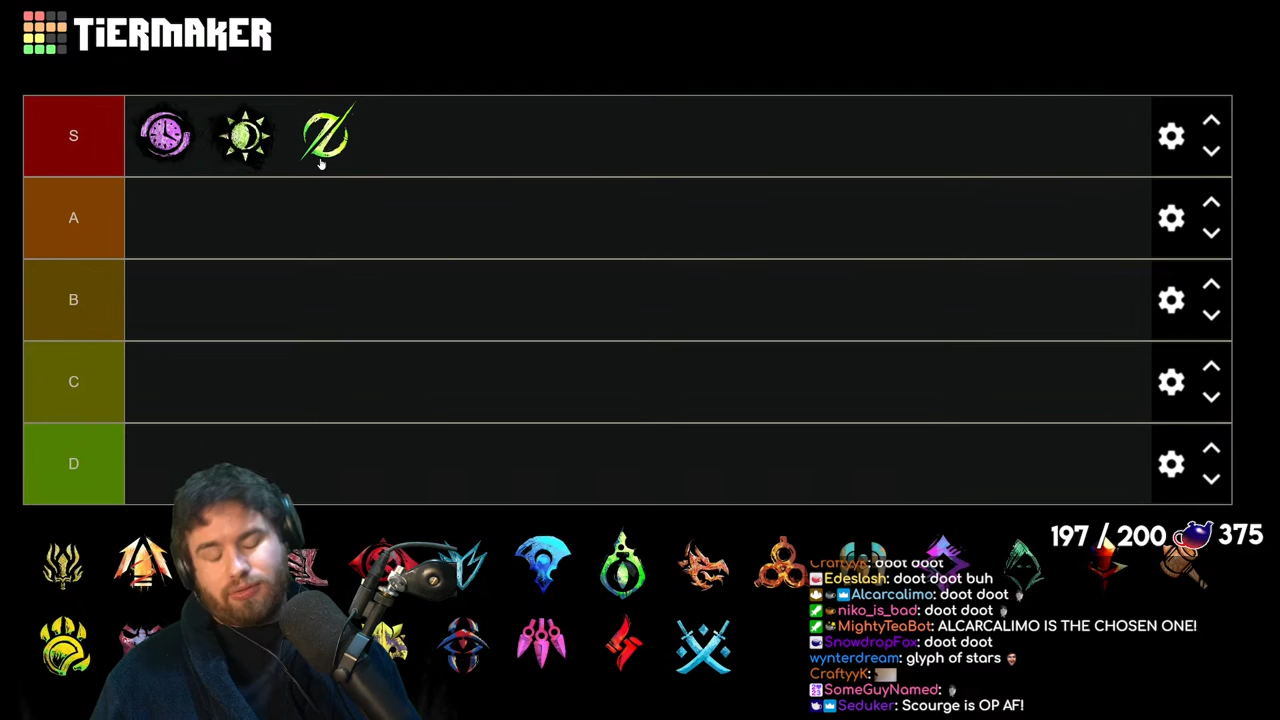 TIERMAKER
S
A
B
C
D
197 / 200 375
CraftyyK: doot doot
Edeslash: doot doot buh
Alcarcalimo: doot doot
niko_is_bad: doot doot
MightyTeaBot: ALCARCALIMO IS THE CHOSEN ONE!
SnowdropFox: doot doot
wynterdream: glyph of stars
CraftyyK:
SomeGuyNamed:
Seduker: Scourge is OP AF!